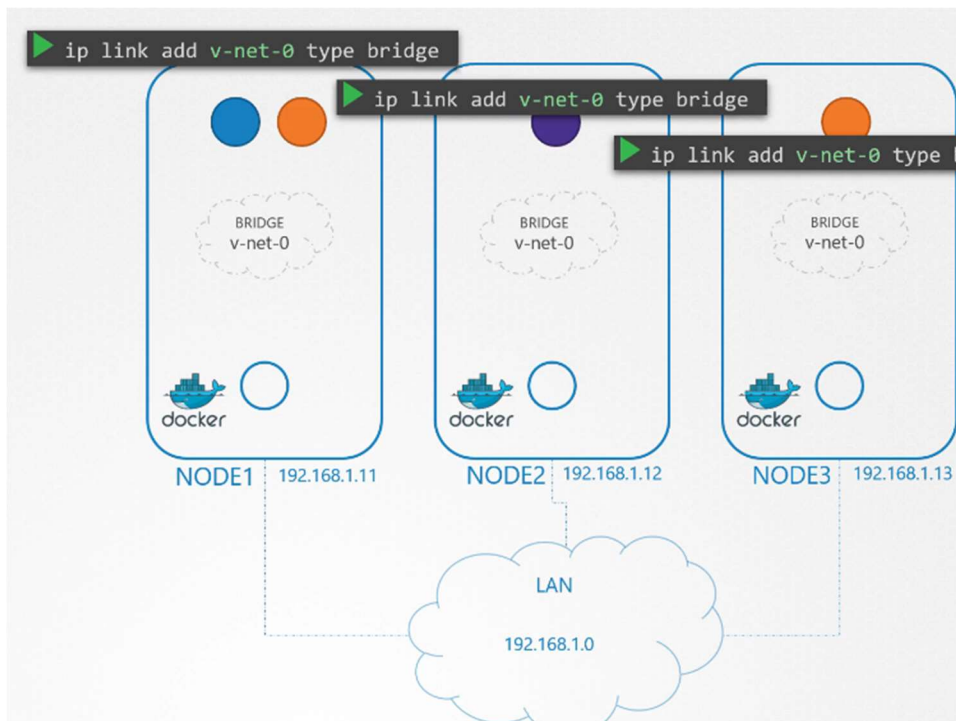 ip link add v-net-0 type bridge
ip link add v-net-0 type bridge
ip link add v-net-0 type
BRIDGE
v-net-0
BRIDGE
v-net-0
BRIDGE
v-net-0
docker
docker
docker
NODE1 192.168.1.11
NODE2 192.168.1.12
NODE3 192.168.1.13
LAN
192.168.1.0